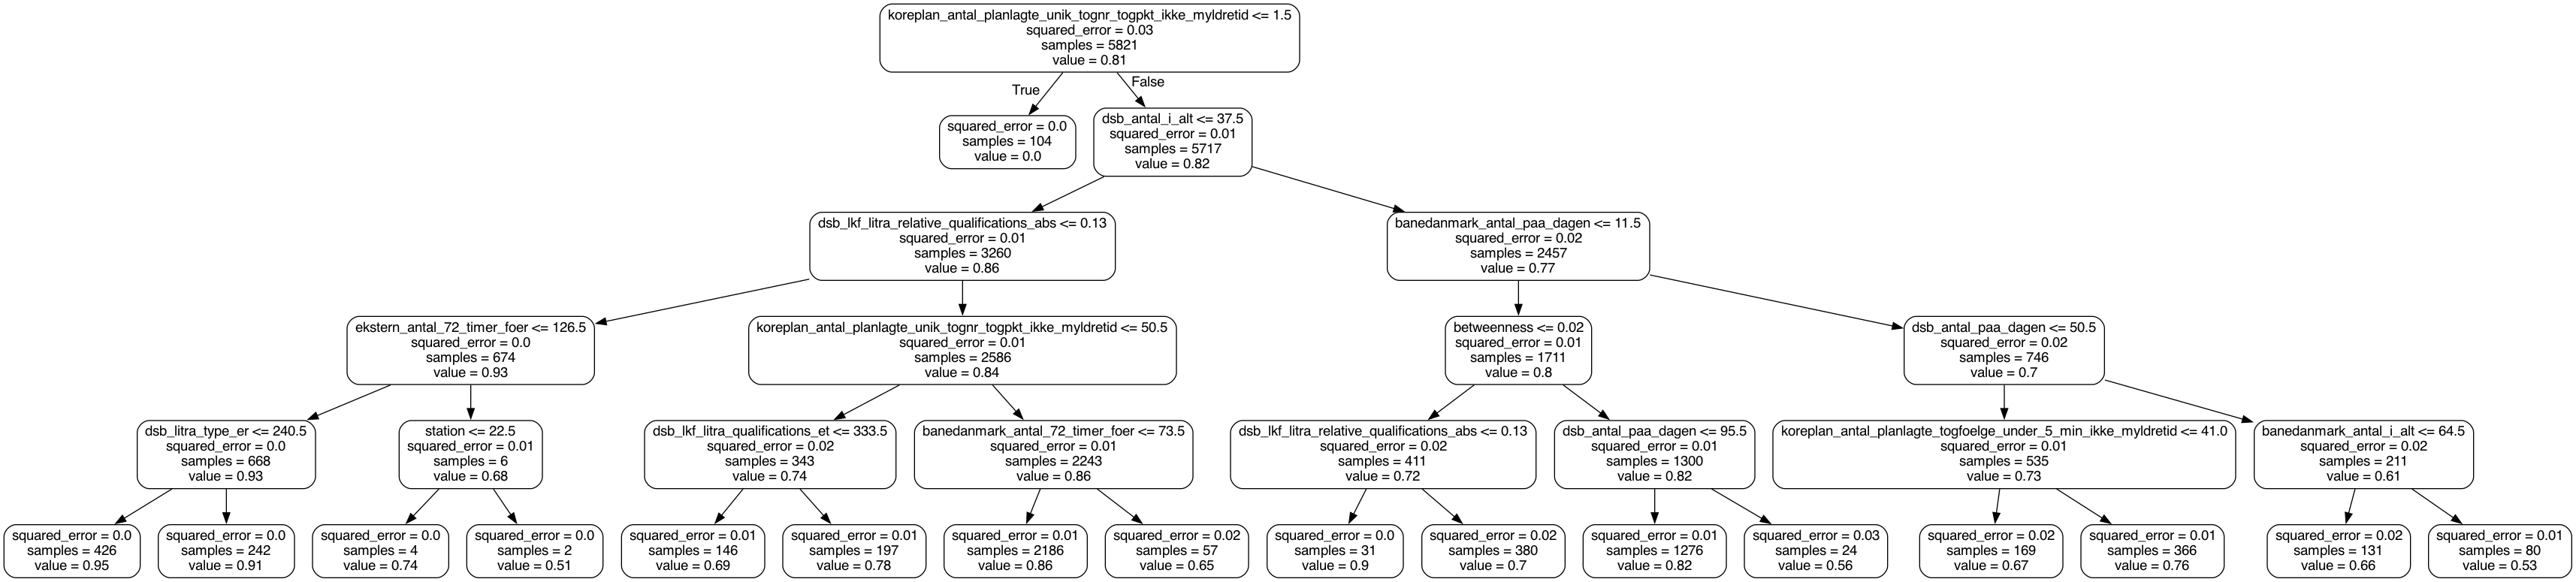 koreplan_antal_planlagte_unik_tognr_togpkt_ikke_myldretid <= 1.5
squared_error = 0.03
samples = 5821
value = 0.81
True
False
squared_error = 0.0
samples = 104
value = 0.0
dsb_antal_i_alt <= 37.5
squared_error = 0.01
samples = 5717
value = 0.82
dsb_lkf_litra_relative_qualifications_abs <= 0.13
squared_error = 0.01
samples = 3260
value = 0.86
banedanmark_antal_paa_dagen <= 11.5
squared_error = 0.02
samples = 2457
value = 0.77
ekstern_antal_72_timer_foer <= 126.5
squared_error = 0.0
samples = 674
value = 0.93
koreplan_antal_planlagte_unik_tognr_togpkt_ikke_myldretid <= 50.5
squared_error = 0.01
samples = 2586
value = 0.84
betweenness <= 0.02
squared_error = 0.01
samples = 1711
value = 0.8
dsb_antal_paa_dagen <= 50.5
squared_error = 0.02
samples = 746
value = 0.7
dsb_litra_type_er <= 240.5
squared_error = 0.0
samples = 668
value = 0.93
station <= 22.5
squared_error = 0.01
samples = 6
value = 0.68
dsb_lkf_litra_qualifications_et <= 333.5
squared_error = 0.02
samples = 343
value = 0.74
banedanmark_antal_72_timer_foer <= 73.5
squared_error = 0.01
samples = 2243
value = 0.86
dsb_lkf_litra_relative_qualifications_abs <= 0.13
squared_error = 0.02
samples = 411
value = 0.72
dsb_antal_paa_dagen <= 95.5
squared_error = 0.01
samples = 1300
value = 0.82
koreplan_antal_planlagte_togfoelge_under_5_min_ikke_myldretid <= 41.0
squared_error = 0.01
samples = 535
value = 0.73
banedanmark_antal_i_alt <= 64.5
squared_error = 0.02
samples = 211
value = 0.61
squared_error = 0.0
samples = 426
value = 0.95
squared_error = 0.0
samples = 242
value = 0.91
squared_error = 0.0
samples = 4
value = 0.74
squared_error = 0.0
samples = 2
value = 0.51
squared_error = 0.01
samples = 146
value = 0.69
squared_error = 0.01
samples = 197
value = 0.78
squared_error = 0.01
samples = 2186
value = 0.86
squared_error = 0.02
samples = 57
value = 0.65
squared_error = 0.0
samples = 31
value = 0.9
squared_error = 0.02
samples = 380
value = 0.7
squared_error = 0.01
samples = 1276
value = 0.82
squared_error = 0.03
samples = 24
value = 0.56
squared_error = 0.02
samples = 169
value = 0.67
squared_error = 0.01
samples = 366
value = 0.76
squared_error = 0.02
samples = 131
value = 0.66
squared_error = 0.01
samples = 80
value = 0.53